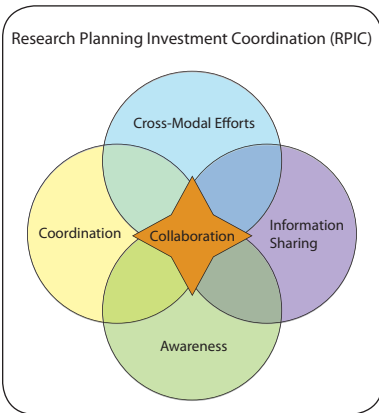 Research Planning Investment Coordination (RPIC)
Cross-Modal Efforts
Coordination
Collaboration
Information
Sharing
Awareness